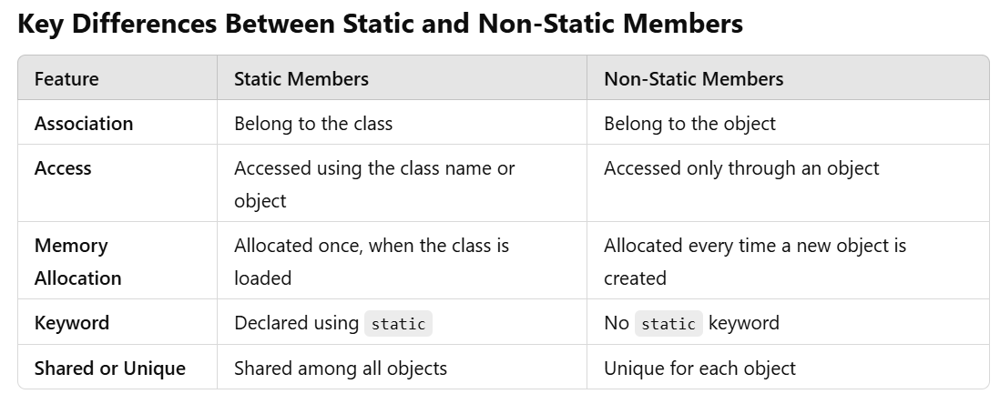 Key Differences Between Static and Non-Static Members
Feature Static Members Non-Static Members
Association Belong to the class Belong to the object
Access Accessed using the class name or object Accessed only through an object
Memory Allocation Allocated once, when the class is loaded Allocated every time a new object is created
Keyword Declared using static No static keyword
Shared or Unique Shared among all objects Unique for each object